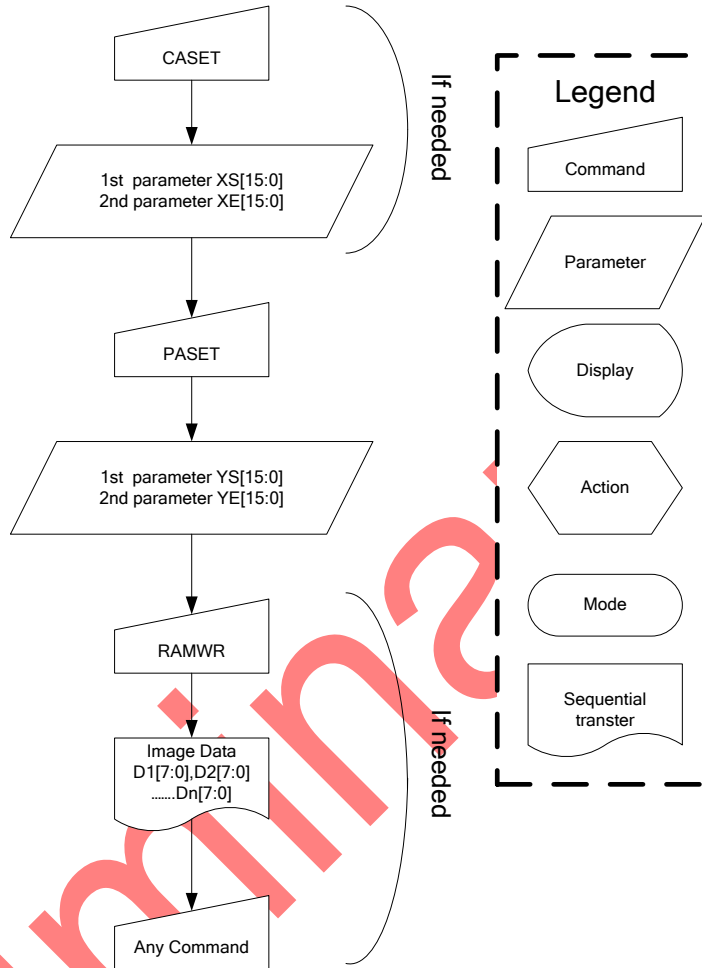 CASET
1st parameter XS[15:0]
2nd parameter XE[15:0]
If needed
PASET
1st parameter YS[15:0]
2nd parameter YE[15:0]
RAMWR
Image Data
D1[7:0],D2[7:0]
.......Dn[7:0]
Any Command
If needed
Legend
Command
Parameter
Display
Action
Mode
Sequential
transter